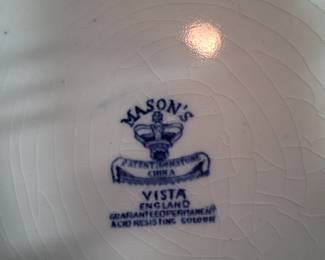 MASON'S
PATENT IRONSTONE
CHINA
VISTA
ENGLAND
GUARANTEED PERMANENT
ACID RESISTING COLOUR